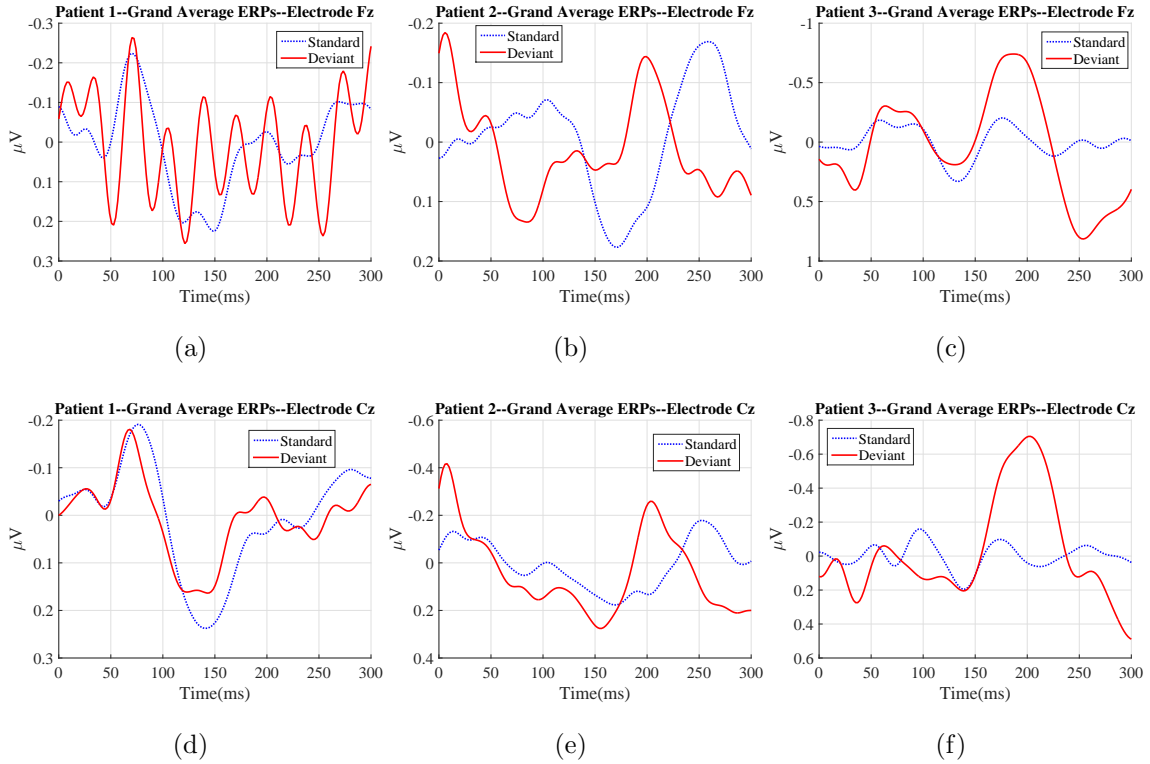 Patient 1--Grand Average ERPs--Electrode Fz
-0.3
-0.2
-0.1
0
0.1
0.2
0.3
µV
0 50 100 150 200 250 300
Time(ms)
Standard
Deviant
(a)
Patient 2--Grand Average ERPs--Electrode Fz
-0.2
-0.1
0
0.1
0.2
µV
0 50 100 150 200 250 300
Time(ms)
Standard
Deviant
(b)
Patient 3--Grand Average ERPs--Electrode Fz
-1
-0.5
0
0.5
1
µV
0 50 100 150 200 250 300
Time(ms)
Standard
Deviant
(c)
Patient 1--Grand Average ERPs--Electrode Cz
-0.2
-0.1
0
0.1
0.2
0.3
µV
0 50 100 150 200 250 300
Time(ms)
Standard
Deviant
(d)
Patient 2--Grand Average ERPs--Electrode Cz
-0.6
-0.4
-0.2
0
0.2
0.4
µV
0 50 100 150 200 250 300
Time(ms)
Standard
Deviant
(e)
Patient 3--Grand Average ERPs--Electrode Cz
-0.8
-0.6
-0.4
-0.2
0
0.2
0.4
0.6
µV
0 50 100 150 200 250 300
Time(ms)
Standard
Deviant
(f)